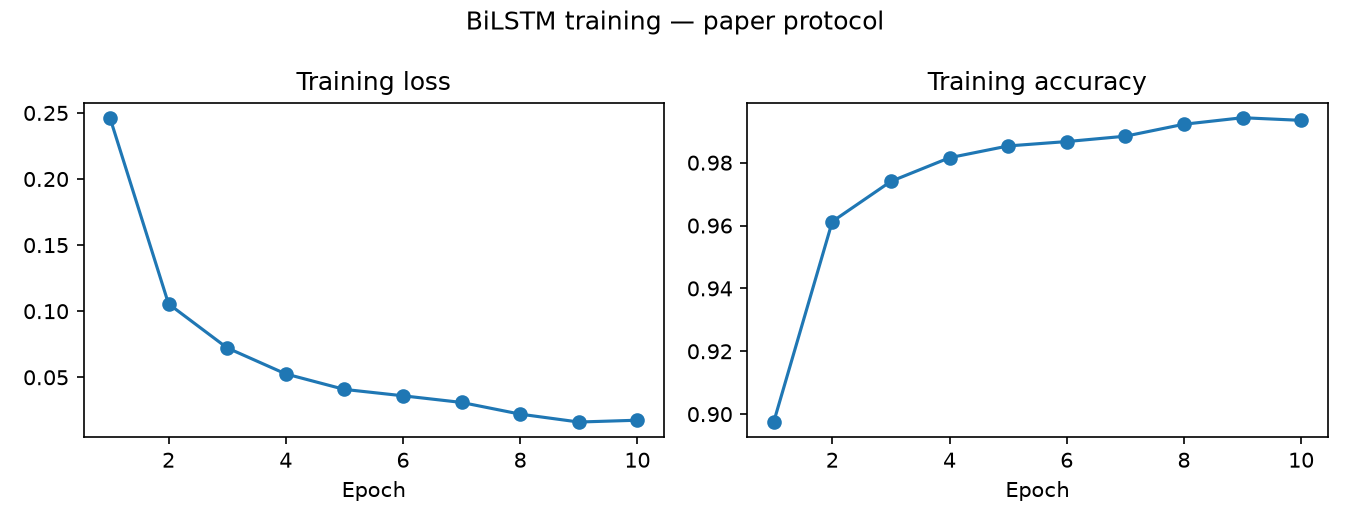 BiLSTM training — paper protocol
Training loss
0.25
0.20
0.15
0.10
0.05
2 4 6 8 10
Epoch
Training accuracy
0.98
0.96
0.94
0.92
0.90
2 4 6 8 10
Epoch